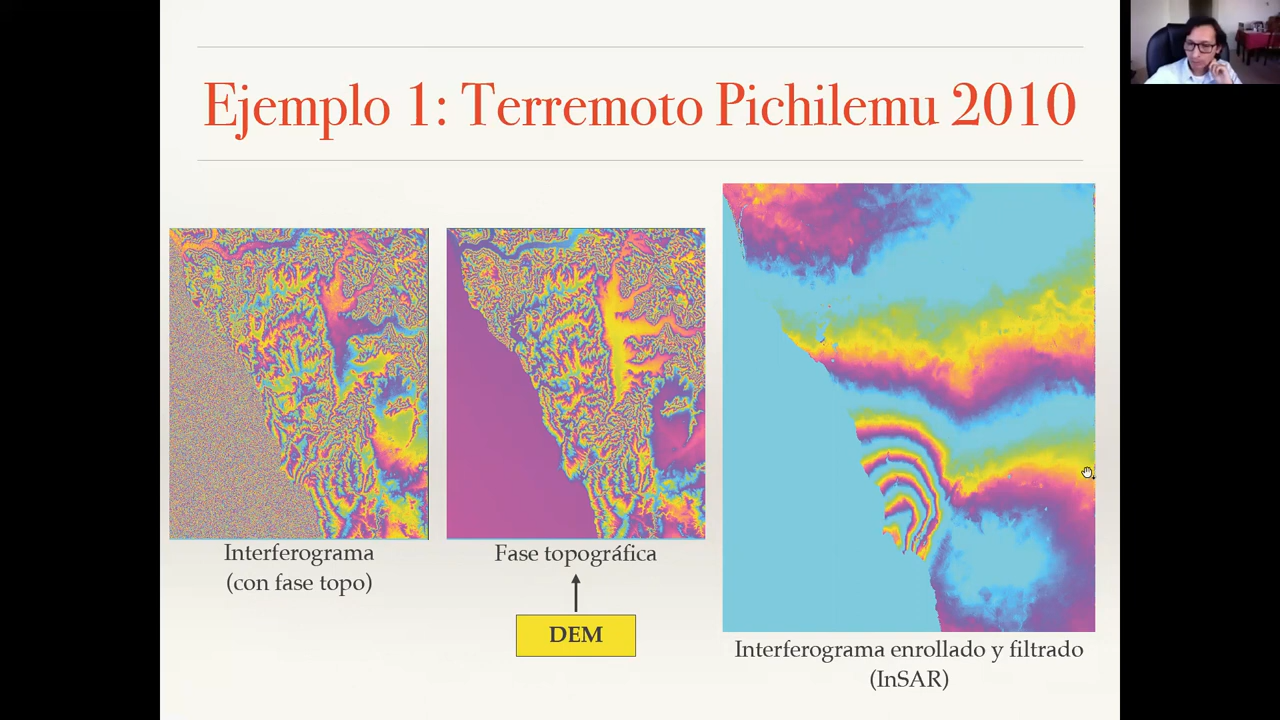 Ejemplo 1: Terremoto Pichilemu 2010
Interferograma
(con fase topo)
Fase topográfica
DEM
Interferograma enrollado y filtrado
(InSAR)